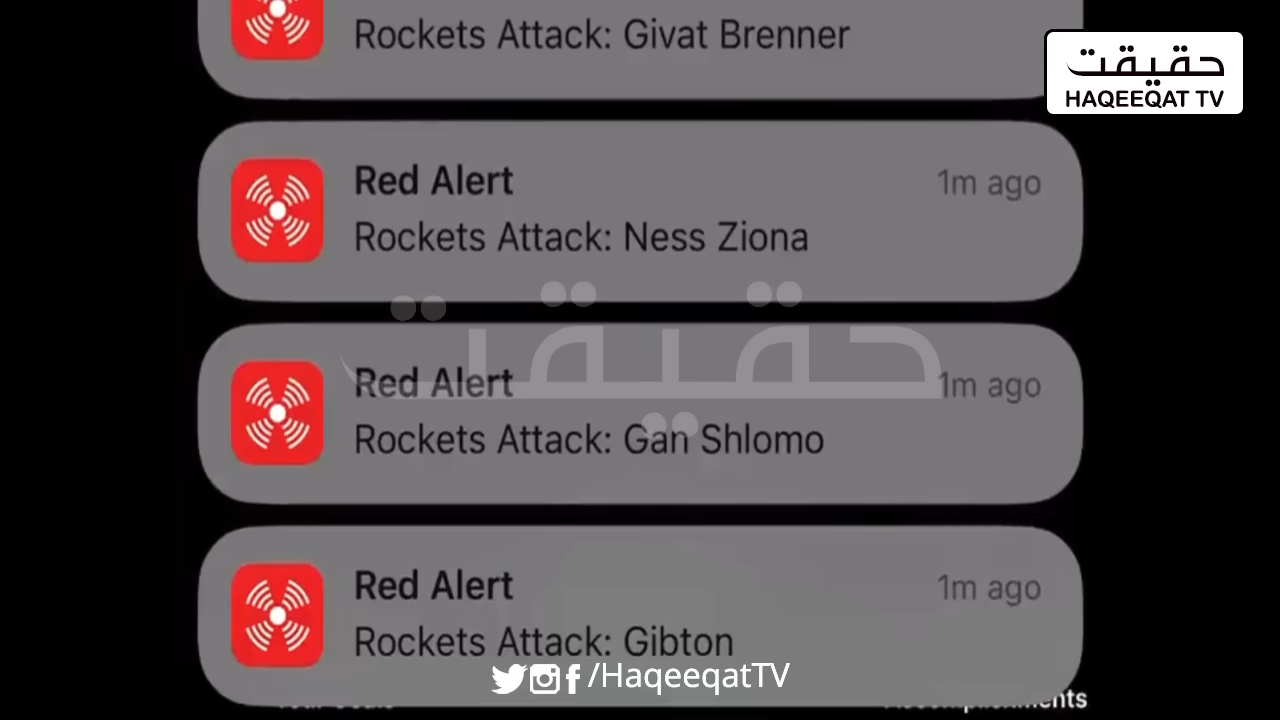 Rockets Attack: Givat Brenner
حقيقت
HAQEEQAT TV
Red Alert
1m ago
Rockets Attack: Ness Ziona
حقيقت
Red Alert
1m ago
Rockets Attack: Gan Shlomo
Red Alert
1m ago
Rockets Attack: Gibton
/HaqeeqatTV